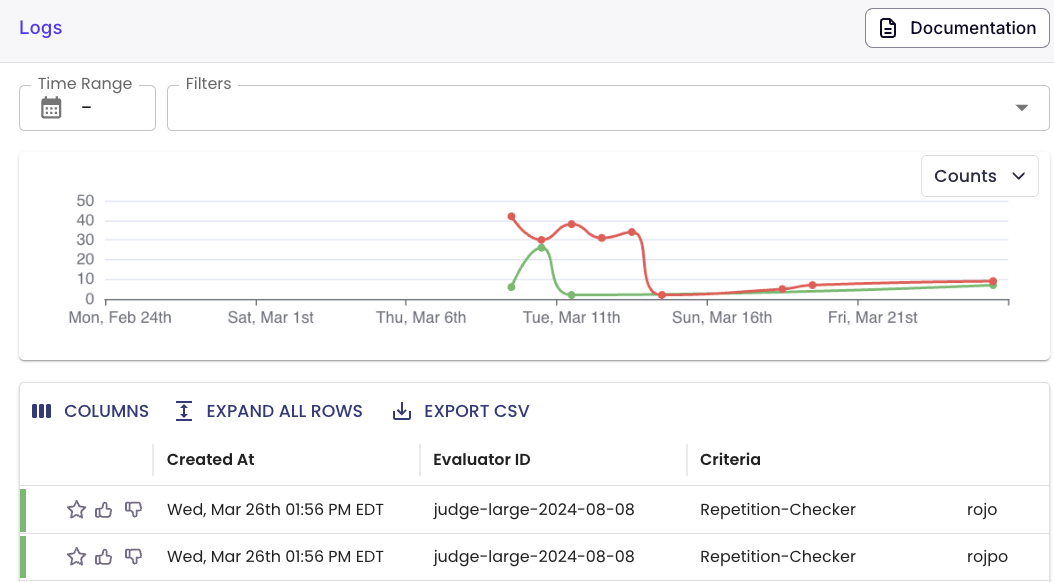 Logs
Documentation
Time Range
Filters
–
Counts
50
40
30
20
10
0
Mon, Feb 24th Sat, Mar 1st Thu, Mar 6th Tue, Mar 11th Sun, Mar 16th Fri, Mar 21st
COLUMNS EXPAND ALL ROWS EXPORT CSV
Created At Evaluator ID Criteria
Wed, Mar 26th 01:56 PM EDT judge-large-2024-08-08 Repetition-Checker rojo
Wed, Mar 26th 01:56 PM EDT judge-large-2024-08-08 Repetition-Checker rojpo